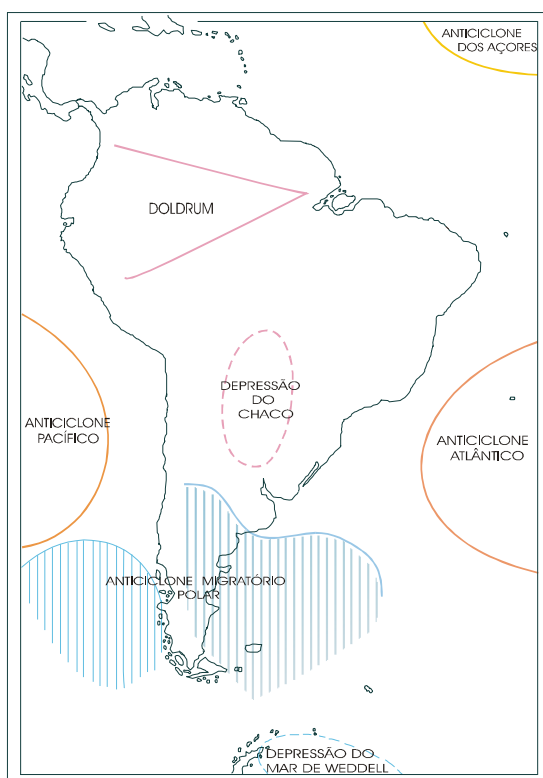 ANTICICLONE
DOS AÇORES
DOLDRUM
DEPRESSÃO
DO
CHACO
ANTICICLONE
PACÍFICO
ANTICICLONE
ATLÂNTICO
ANTICICLONE MIGRATÓRIO
POLAR
DEPRESSÃO DO
MAR DE WEDDELL